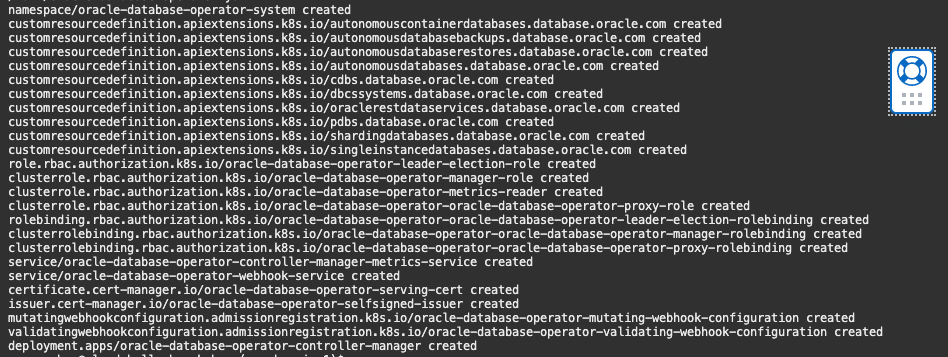 namespace/oracle-database-operator-system created
customresourcedefinition.apiextensions.k8s.io/autonomouscontainerdatabases.database.oracle.com created
customresourcedefinition.apiextensions.k8s.io/autonomousdatabasebackups.database.oracle.com created
customresourcedefinition.apiextensions.k8s.io/autonomousdatabaserestores.database.oracle.com created
customresourcedefinition.apiextensions.k8s.io/autonomousdatabases.database.oracle.com created
customresourcedefinition.apiextensions.k8s.io/cdbs.database.oracle.com created
customresourcedefinition.apiextensions.k8s.io/dbcssystems.database.oracle.com created
customresourcedefinition.apiextensions.k8s.io/oraclerestdataservices.database.oracle.com created
customresourcedefinition.apiextensions.k8s.io/pdbs.database.oracle.com created
customresourcedefinition.apiextensions.k8s.io/shardingdatabases.database.oracle.com created
customresourcedefinition.apiextensions.k8s.io/singleinstancedatabases.database.oracle.com created
role.rbac.authorization.k8s.io/oracle-database-operator-leader-election-role created
clusterrole.rbac.authorization.k8s.io/oracle-database-operator-manager-role created
clusterrole.rbac.authorization.k8s.io/oracle-database-operator-metrics-reader created
clusterrole.rbac.authorization.k8s.io/oracle-database-operator-oracle-database-operator-proxy-role created
rolebinding.rbac.authorization.k8s.io/oracle-database-operator-oracle-database-operator-leader-election-rolebinding created
clusterrolebinding.rbac.authorization.k8s.io/oracle-database-operator-oracle-database-operator-manager-rolebinding created
clusterrolebinding.rbac.authorization.k8s.io/oracle-database-operator-oracle-database-operator-proxy-rolebinding created
service/oracle-database-operator-controller-manager-metrics-service created
service/oracle-database-operator-webhook-service created
certificate.cert-manager.io/oracle-database-operator-serving-cert created
issuer.cert-manager.io/oracle-database-operator-selfsigned-issuer created
mutatingwebhookconfiguration.admissionregistration.k8s.io/oracle-database-operator-mutating-webhook-configuration created
validatingwebhookconfiguration.admissionregistration.k8s.io/oracle-database-operator-validating-webhook-configuration created
deployment.apps/oracle-database-operator-controller-manager created